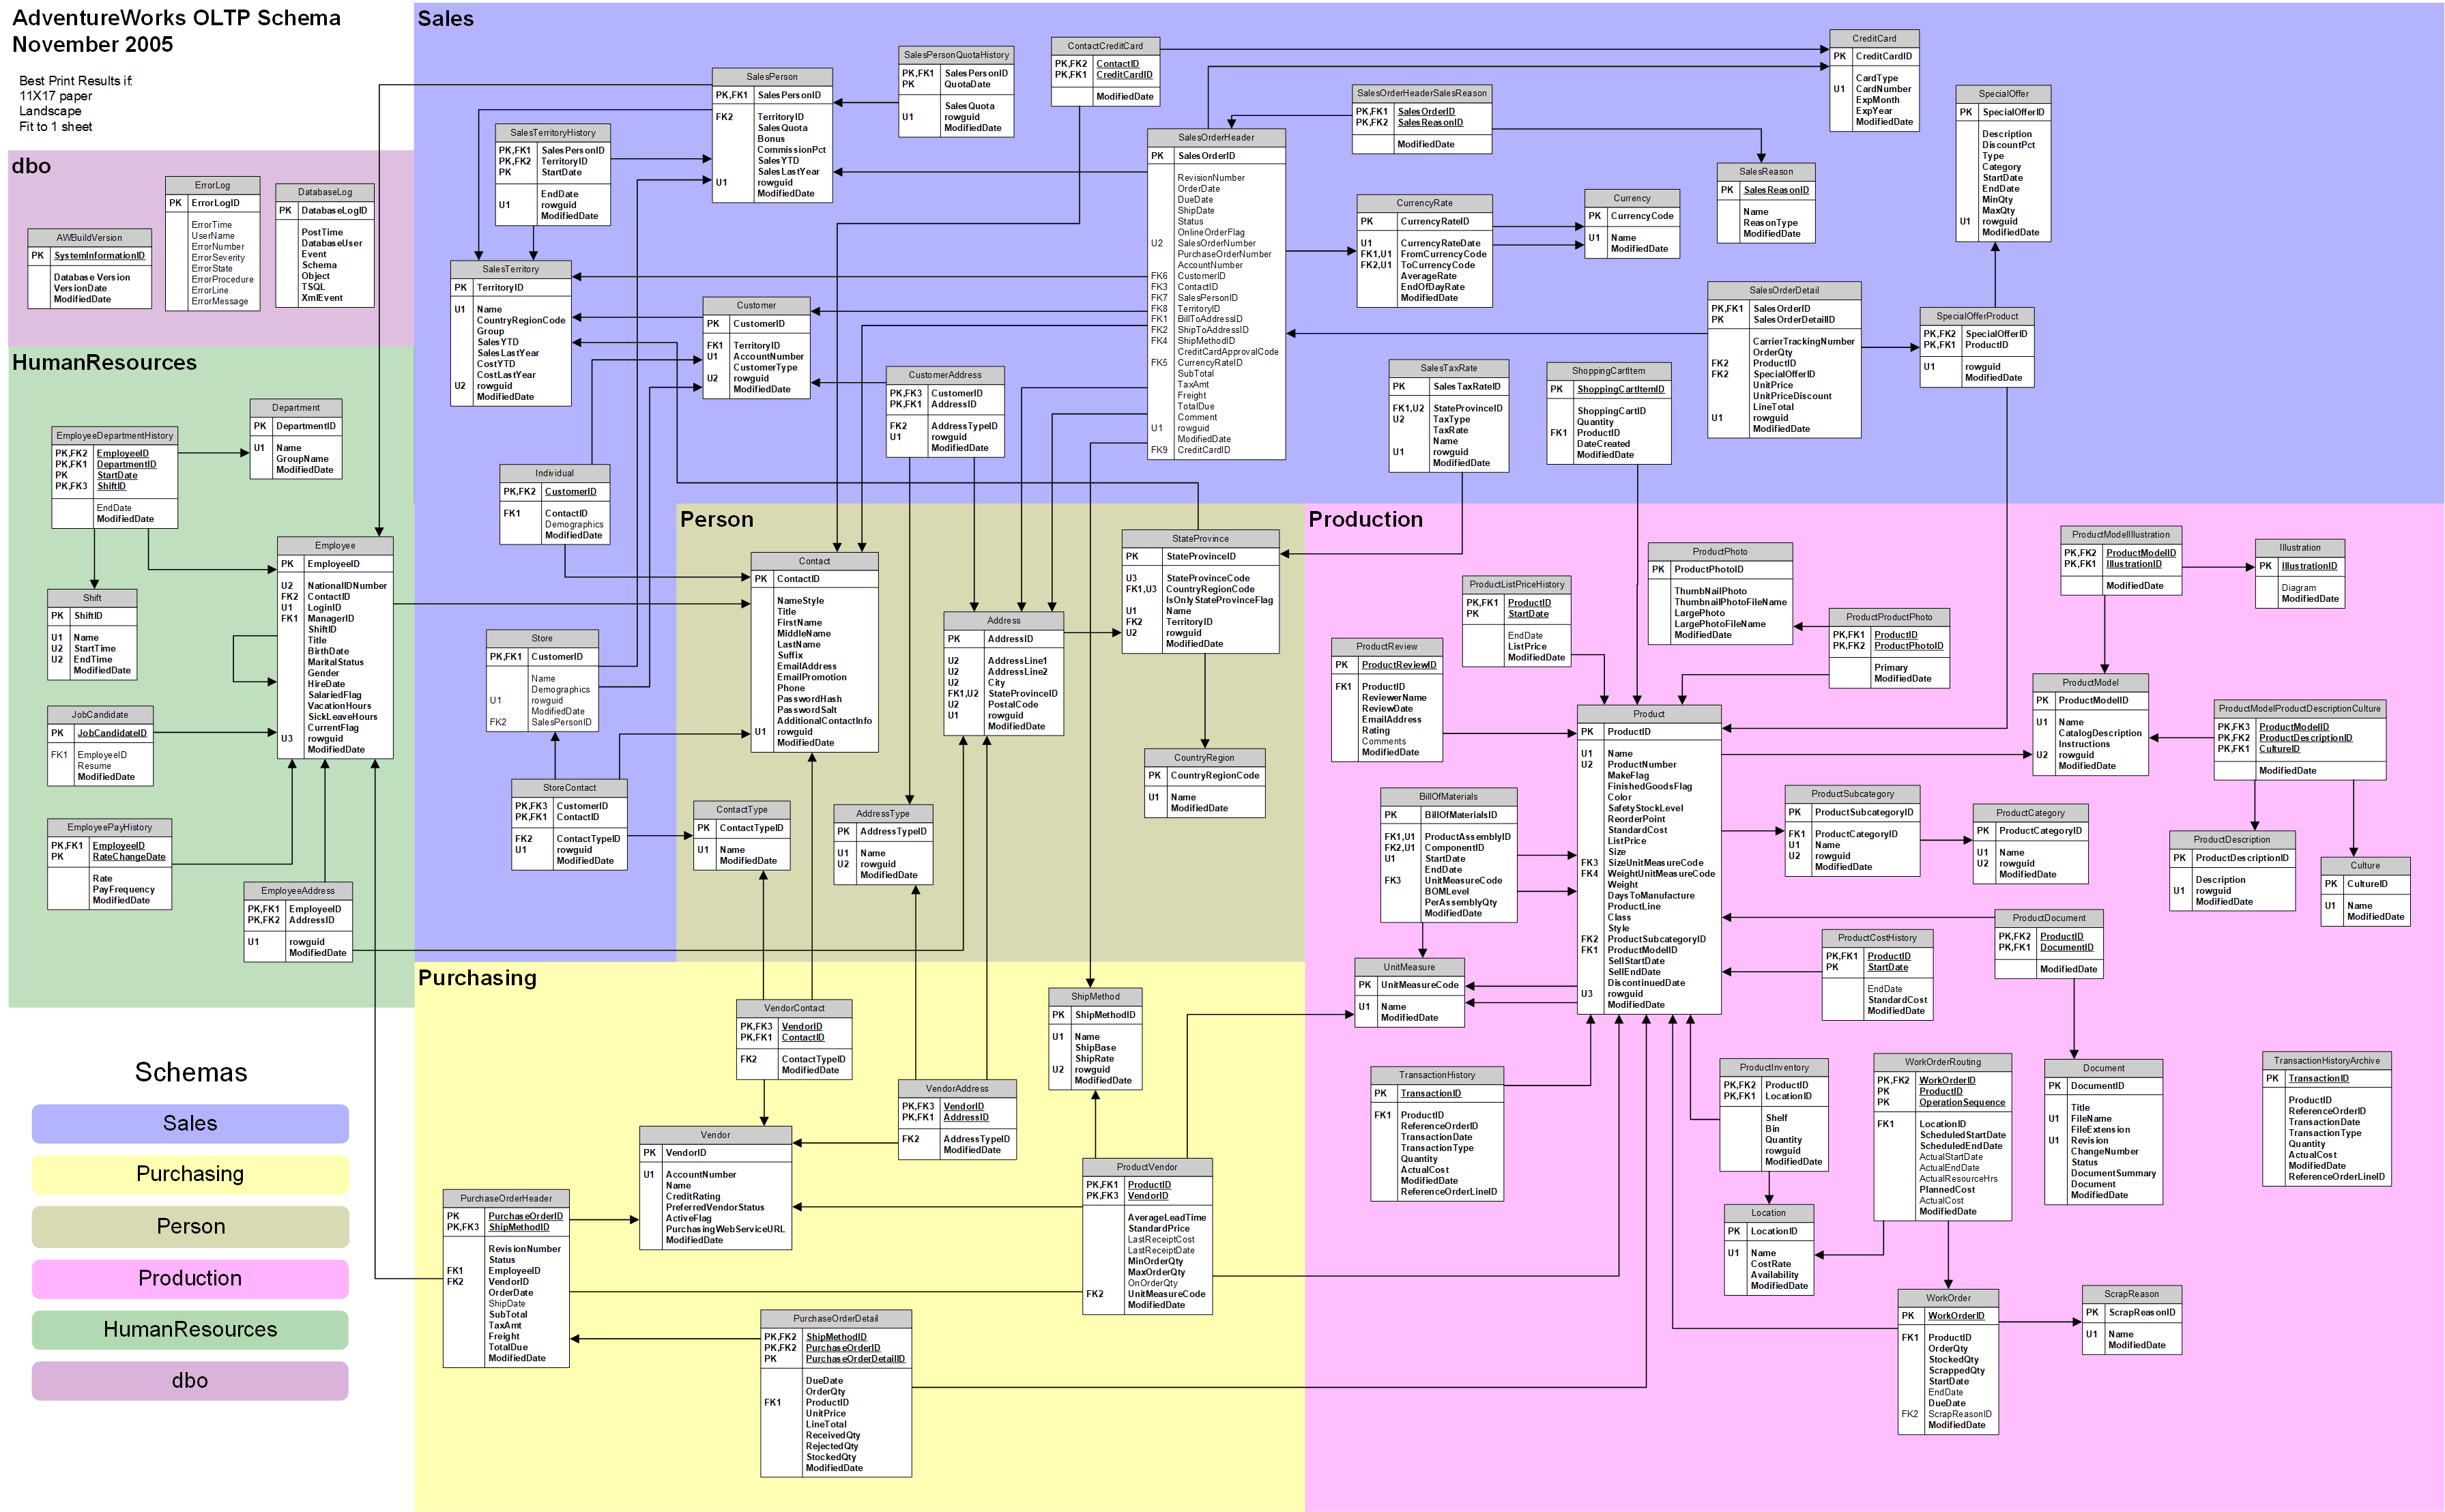 AdventureWorks OLTP Schema
November 2005
Best Print Results if:
11X17 paper
Landscape
Fit to 1 sheet
dbo
AWBuildVersion
PK SystemInformationID
Database Version
VersionDate
ModifiedDate
ErrorLog
PK ErrorLogID
ErrorTime
UserName
ErrorNumber
ErrorSeverity
ErrorState
ErrorProcedure
ErrorLine
ErrorMessage
DatabaseLog
PK DatabaseLogID
PostTime
DatabaseUser
Event
Schema
Object
TSQL
XmlEvent
HumanResources
Department
PK DepartmentID
U1 Name
GroupName
ModifiedDate
EmployeeDepartmentHistory
PK,FK2 EmployeeID
PK,FK1 DepartmentID
PK StartDate
PK,FK3 ShiftID
EndDate
ModifiedDate
Employee
PK EmployeeID
U2 NationalIDNumber
FK2 ContactID
U1 LoginID
FK1 ManagerID
ShiftID
Title
BirthDate
MaritalStatus
Gender
HireDate
SalariedFlag
VacationHours
SickLeaveHours
CurrentFlag
U3 rowguid
ModifiedDate
Shift
PK ShiftID
U1 Name
U2 StartTime
U2 EndTime
ModifiedDate
JobCandidate
PK JobCandidateID
FK1 EmployeeID
Resume
ModifiedDate
EmployeePayHistory
PK,FK1 EmployeeID
PK RateChangeDate
Rate
PayFrequency
ModifiedDate
EmployeeAddress
PK,FK1 EmployeeID
PK,FK2 AddressID
U1 rowguid
ModifiedDate
Schemas
Sales
Purchasing
Person
Production
HumanResources
dbo
Sales
SalesPerson
PK,FK1 SalesPersonID
FK2 TerritoryID
SalesQuota
Bonus
CommissionPct
SalesYTD
SalesLastYear
U1 rowguid
ModifiedDate
SalesPersonQuotaHistory
PK,FK1 SalesPersonID
PK QuotaDate
SalesQuota
U1 rowguid
ModifiedDate
ContactCreditCard
PK,FK2 ContactID
PK,FK1 CreditCardID
ModifiedDate
CreditCard
PK CreditCardID
CardType
U1 CardNumber
ExpMonth
ExpYear
ModifiedDate
SalesTerritoryHistory
PK,FK1 SalesPersonID
PK,FK2 TerritoryID
PK StartDate
EndDate
U1 rowguid
ModifiedDate
SalesOrderHeaderSalesReason
PK,FK1 SalesOrderID
PK,FK2 SalesReasonID
ModifiedDate
SpecialOffer
PK SpecialOfferID
Description
DiscountPct
Type
Category
StartDate
EndDate
MinQty
MaxQty
U1 rowguid
ModifiedDate
SalesOrderHeader
PK SalesOrderID
RevisionNumber
OrderDate
DueDate
ShipDate
Status
OnlineOrderFlag
U2 SalesOrderNumber
PurchaseOrderNumber
AccountNumber
FK6 CustomerID
FK3 ContactID
FK7 SalesPersonID
FK8 TerritoryID
FK1 BillToAddressID
FK2 ShipToAddressID
FK4 ShipMethodID
CreditCardApprovalCode
FK5 CurrencyRateID
SubTotal
TaxAmt
Freight
TotalDue
Comment
U1 rowguid
ModifiedDate
FK9 CreditCardID
SalesReason
PK SalesReasonID
Name
ReasonType
ModifiedDate
CurrencyRate
PK CurrencyRateID
U1 CurrencyRateDate
FK1,U1 FromCurrencyCode
FK2,U1 ToCurrencyCode
AverageRate
EndOfDayRate
ModifiedDate
Currency
PK CurrencyCode
U1 Name
ModifiedDate
SalesTerritory
PK TerritoryID
U1 Name
CountryRegionCode
Group
SalesYTD
SalesLastYear
CostYTD
CostLastYear
U2 rowguid
ModifiedDate
Customer
PK CustomerID
FK1 TerritoryID
U1 AccountNumber
CustomerType
U2 rowguid
ModifiedDate
CustomerAddress
PK,FK3 CustomerID
PK,FK1 AddressID
FK2 AddressTypeID
U1 rowguid
ModifiedDate
SalesOrderDetail
PK,FK1 SalesOrderID
PK SalesOrderDetailID
CarrierTrackingNumber
OrderQty
FK2 ProductID
FK2 SpecialOfferID
UnitPrice
UnitPriceDiscount
LineTotal
U1 rowguid
ModifiedDate
SpecialOfferProduct
PK,FK2 SpecialOfferID
PK,FK1 ProductID
U1 rowguid
ModifiedDate
SalesTaxRate
PK SalesTaxRateID
FK1,U2 StateProvinceID
U2 TaxType
TaxRate
Name
U1 rowguid
ModifiedDate
ShoppingCartItem
PK ShoppingCartItemID
ShoppingCartID
Quantity
FK1 ProductID
DateCreated
ModifiedDate
Individual
PK,FK2 CustomerID
FK1 ContactID
Demographics
ModifiedDate
Store
PK,FK1 CustomerID
Name
Demographics
U1 rowguid
ModifiedDate
FK2 SalesPersonID
StoreContact
PK,FK3 CustomerID
PK,FK1 ContactID
FK2 ContactTypeID
U1 rowguid
ModifiedDate
Person
Contact
PK ContactID
NameStyle
Title
FirstName
MiddleName
LastName
Suffix
EmailAddress
EmailPromotion
Phone
PasswordHash
PasswordSalt
AdditionalContactInfo
U1 rowguid
ModifiedDate
StateProvince
PK StateProvinceID
U3 StateProvinceCode
FK1,U3 CountryRegionCode
IsOnlyStateProvinceFlag
U1 Name
FK2 TerritoryID
U2 rowguid
ModifiedDate
Address
PK AddressID
U2 AddressLine1
U2 AddressLine2
U2 City
FK1,U2 StateProvinceID
U2 PostalCode
U1 rowguid
ModifiedDate
CountryRegion
PK CountryRegionCode
U1 Name
ModifiedDate
ContactType
PK ContactTypeID
U1 Name
ModifiedDate
AddressType
PK AddressTypeID
U1 Name
U2 rowguid
ModifiedDate
Purchasing
VendorContact
PK,FK3 VendorID
PK,FK1 ContactID
FK2 ContactTypeID
ModifiedDate
ShipMethod
PK ShipMethodID
U1 Name
ShipBase
ShipRate
U2 rowguid
ModifiedDate
VendorAddress
PK,FK3 VendorID
PK,FK1 AddressID
FK2 AddressTypeID
ModifiedDate
Vendor
PK VendorID
U1 AccountNumber
Name
CreditRating
PreferredVendorStatus
ActiveFlag
PurchasingWebServiceURL
ModifiedDate
ProductVendor
PK,FK1 ProductID
PK,FK3 VendorID
AverageLeadTime
StandardPrice
LastReceiptCost
LastReceiptDate
MinOrderQty
MaxOrderQty
OnOrderQty
FK2 UnitMeasureCode
ModifiedDate
PurchaseOrderHeader
PK PurchaseOrderID
PK,FK3 ShipMethodID
RevisionNumber
Status
FK1 EmployeeID
FK2 VendorID
OrderDate
ShipDate
SubTotal
TaxAmt
Freight
TotalDue
ModifiedDate
PurchaseOrderDetail
PK,FK2 ShipMethodID
PK,FK2 PurchaseOrderID
PK PurchaseOrderDetailID
DueDate
OrderQty
FK1 ProductID
UnitPrice
LineTotal
ReceivedQty
RejectedQty
StockedQty
ModifiedDate
Production
ProductModelIllustration
PK,FK2 ProductModelID
PK,FK1 IllustrationID
ModifiedDate
Illustration
PK IllustrationID
Diagram
ModifiedDate
ProductPhoto
PK ProductPhotoID
ThumbNailPhoto
ThumbnailPhotoFileName
LargePhoto
LargePhotoFileName
ModifiedDate
ProductListPriceHistory
PK,FK1 ProductID
PK StartDate
EndDate
ListPrice
ModifiedDate
ProductProductPhoto
PK,FK1 ProductID
PK,FK2 ProductPhotoID
Primary
ModifiedDate
ProductReview
PK ProductReviewID
FK1 ProductID
ReviewerName
ReviewDate
EmailAddress
Rating
Comments
ModifiedDate
ProductModel
PK ProductModelID
U1 Name
CatalogDescription
Instructions
U2 rowguid
ModifiedDate
ProductModelProductDescriptionCulture
PK,FK3 ProductModelID
PK,FK2 ProductDescriptionID
PK,FK1 CultureID
ModifiedDate
Product
PK ProductID
U1 Name
U2 ProductNumber
MakeFlag
FinishedGoodsFlag
Color
SafetyStockLevel
ReorderPoint
StandardCost
ListPrice
Size
FK3 SizeUnitMeasureCode
FK4 WeightUnitMeasureCode
Weight
DaysToManufacture
ProductLine
Class
Style
FK2 ProductSubcategoryID
FK1 ProductModelID
SellStartDate
SellEndDate
DiscontinuedDate
U3 rowguid
ModifiedDate
BillOfMaterials
PK BillOfMaterialsID
FK1,U1 ProductAssemblyID
FK2,U1 ComponentID
U1 StartDate
EndDate
FK3 UnitMeasureCode
BOMLevel
PerAssemblyQty
ModifiedDate
ProductSubcategory
PK ProductSubcategoryID
FK1 ProductCategoryID
U1 Name
U2 rowguid
ModifiedDate
ProductCategory
PK ProductCategoryID
U1 Name
U2 rowguid
ModifiedDate
ProductDescription
PK ProductDescriptionID
U1 Description
rowguid
ModifiedDate
Culture
PK CultureID
U1 Name
ModifiedDate
ProductDocument
PK,FK2 ProductID
PK,FK1 DocumentID
ModifiedDate
ProductCostHistory
PK,FK1 ProductID
PK StartDate
EndDate
StandardCost
ModifiedDate
UnitMeasure
PK UnitMeasureCode
U1 Name
ModifiedDate
TransactionHistory
PK TransactionID
FK1 ProductID
ReferenceOrderID
TransactionDate
TransactionType
Quantity
ActualCost
ModifiedDate
ReferenceOrderLineID
ProductInventory
PK,FK2 ProductID
PK,FK1 LocationID
Shelf
Bin
Quantity
rowguid
ModifiedDate
WorkOrderRouting
PK,FK2 WorkOrderID
PK ProductID
PK OperationSequence
FK1 LocationID
ScheduledStartDate
ScheduledEndDate
ActualStartDate
ActualEndDate
ActualResourceHrs
PlannedCost
ActualCost
ModifiedDate
Document
PK DocumentID
Title
U1 FileName
FileExtension
U1 Revision
ChangeNumber
Status
DocumentSummary
Document
ModifiedDate
TransactionHistoryArchive
PK TransactionID
ProductID
ReferenceOrderID
TransactionDate
TransactionType
Quantity
ActualCost
ModifiedDate
ReferenceOrderLineID
Location
PK LocationID
U1 Name
CostRate
Availability
ModifiedDate
WorkOrder
PK WorkOrderID
FK1 ProductID
OrderQty
StockedQty
ScrappedQty
StartDate
EndDate
DueDate
FK2 ScrapReasonID
ModifiedDate
ScrapReason
PK ScrapReasonID
U1 Name
ModifiedDate